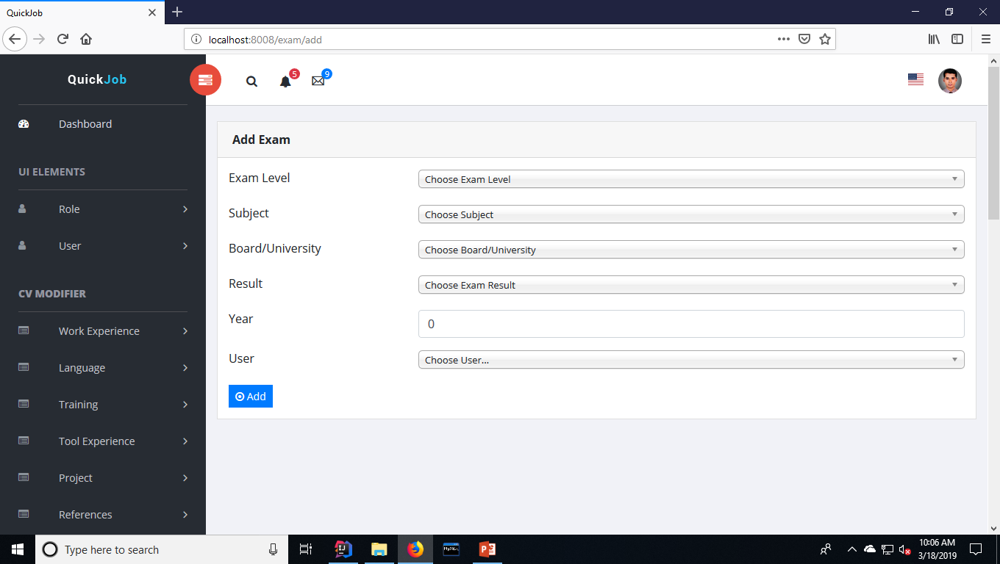 QuickJob
localhost:8008/exam/add
QuickJob
5
9
Dashboard
UI ELEMENTS
Role
User
CV MODIFIER
Work Experience
Language
Training
Tool Experience
Project
References
Add Exam
Exam Level
Choose Exam Level
Subject
Choose Subject
Board/University
Choose Board/University
Result
Choose Exam Result
Year
0
User
Choose User...
Add
Type here to search
IJ
MySQL
P
10:06 AM
3/18/2019